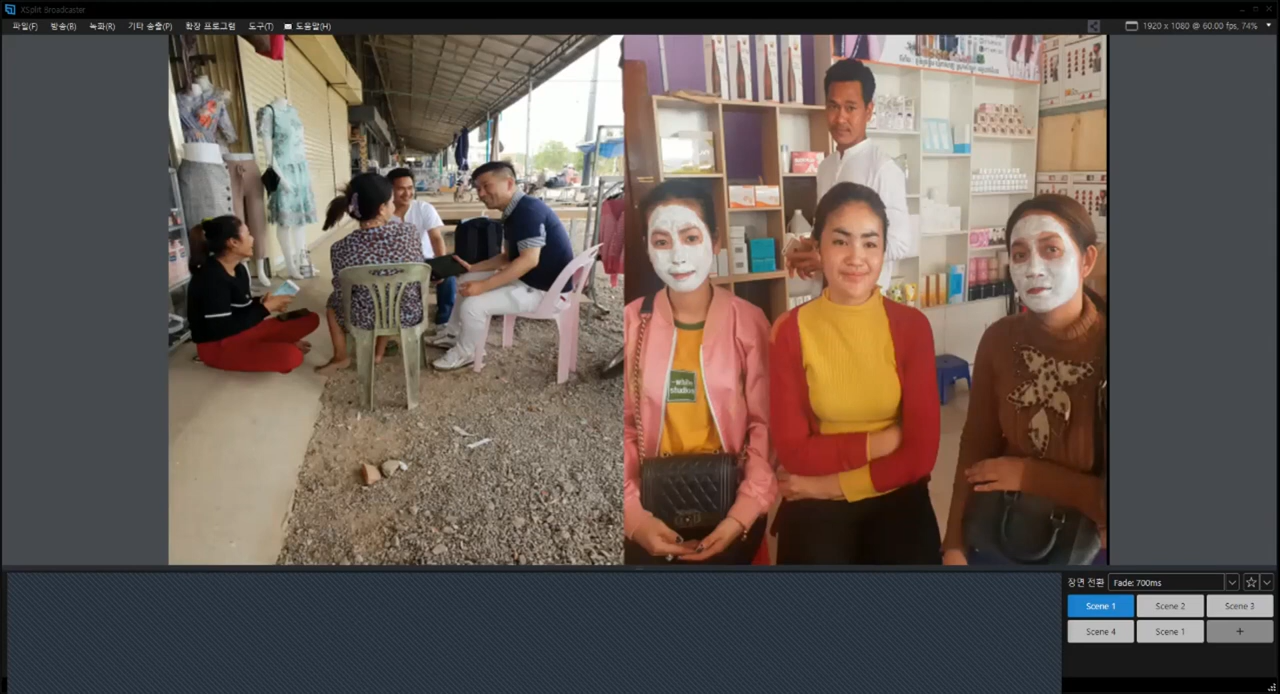 XSplit Broadcaster
파일(F) 방송(B) 녹화(R) 기타 송출(P) 확장 프로그램 도구(T) 도움말(H)
1920 x 1080 @ 60.00 fps, 74%
studios
장면 전환 Fade: 700ms
Scene 1 Scene 2 Scene 3
Scene 4 Scene 1 +